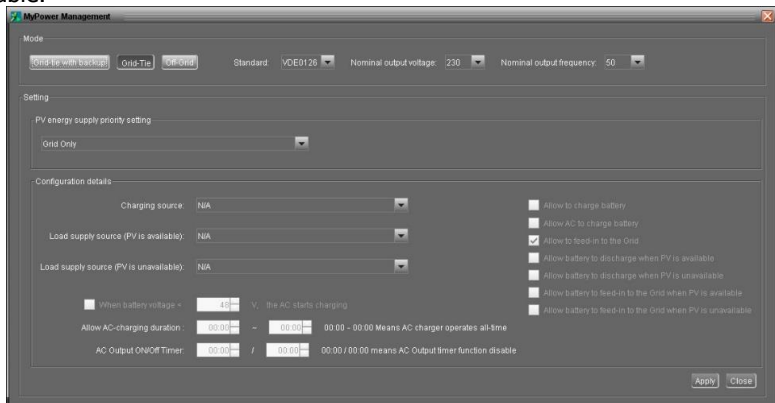 MyPower Management
Mode
Grid-tie with backup Grid-Tie Off-Grid Standard: VDE0126 Nominal output voltage: 230 Nominal output frequency: 50
Setting
PV energy supply priority setting
Grid Only
Configuration details
Charging source: N/A
Load supply source (PV is available): N/A
Load supply source (PV is unavailable): N/A
When battery voltage < 48 V, the AC starts charging
Allow AC-charging duration : 00:00 ~ 00:00 00:00 ~ 00:00 Means AC charger operates all-time
AC Output ON/Off Timer: 00:00 / 00:00 00:00 / 00:00 means AC Output timer function disable
Allow to charge battery
Allow AC to charge battery
Allow to feed-in to the Grid
Allow battery to discharge when PV is available
Allow battery to discharge when PV is unavailable
Allow battery to feed-in to the Grid when PV is available
Allow battery to feed-in to the Grid when PV is unavailable
Apply Close